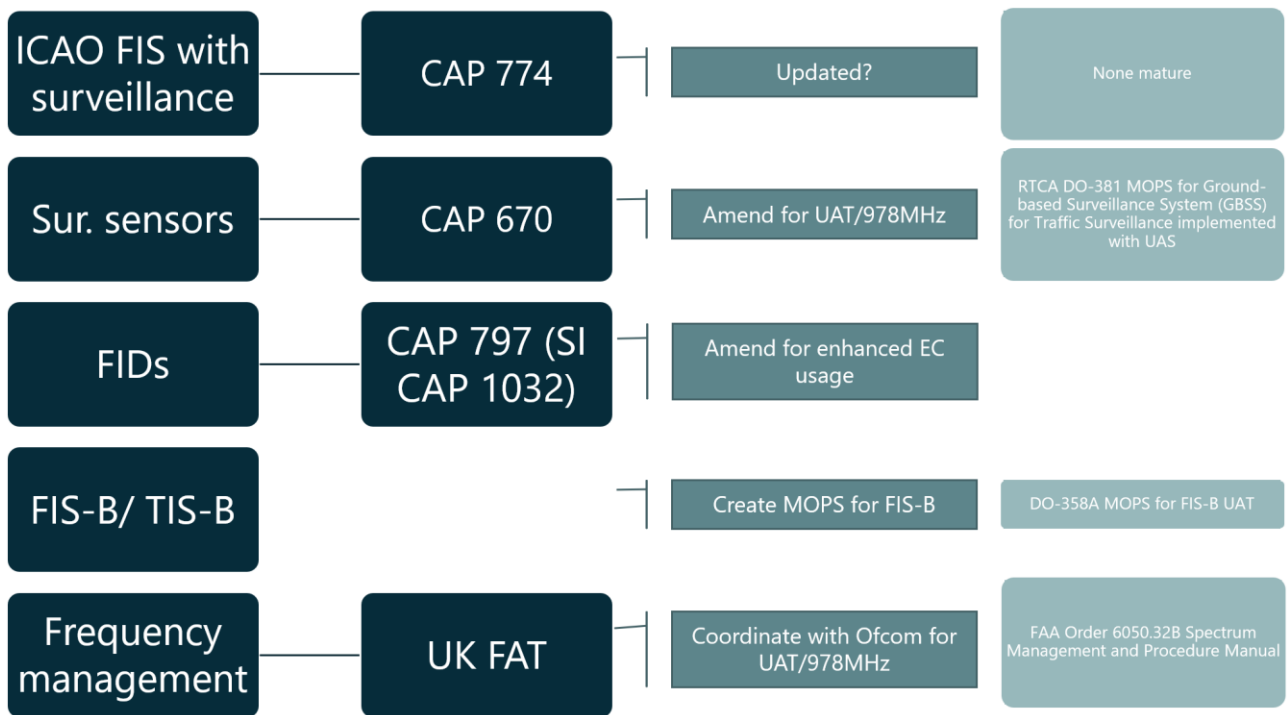 ICAO FIS with
surveillance
CAP 774
Updated?
None mature
Sur. sensors
CAP 670
Amend for UAT/978MHz
RTCA DO-381 MOPS for Ground-
based Surveillance System (GBSS)
for Traffic Surveillance implemented
with UAS
FIDs
CAP 797 (SI
CAP 1032)
Amend for enhanced EC
usage
FIS-B/ TIS-B
Create MOPS for FIS-B
DO-358A MOPS for FIS-B UAT
Frequency
management
UK FAT
Coordinate with Ofcom for
UAT/978MHz
FAA Order 6050.32B Spectrum
Management and Procedure Manual